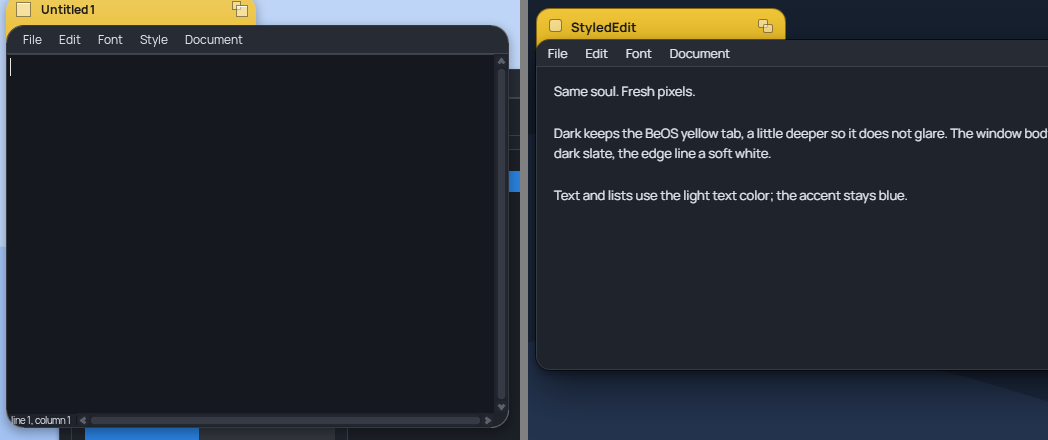 Untitled 1
File Edit Font Style Document
line 1, column 1
StyledEdit
File Edit Font Document
Same soul. Fresh pixels.
Dark keeps the BeOS yellow tab, a little deeper so it does not glare. The window bod
dark slate, the edge line a soft white.
Text and lists use the light text color; the accent stays blue.